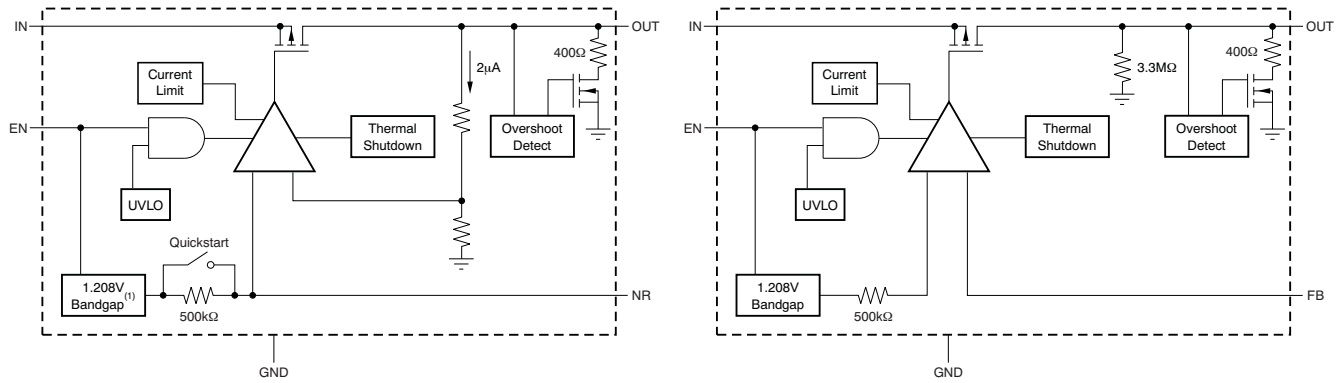 IN
OUT
400Ω
2μA
Current
Limit
EN
Thermal
Shutdown
Overshoot
Detect
UVLO
Quickstart
1.208V
Bandgap(1)
500kΩ
NR
GND
IN
OUT
400Ω
3.3MΩ
Current
Limit
EN
Thermal
Shutdown
Overshoot
Detect
UVLO
1.208V
Bandgap
500kΩ
FB
GND